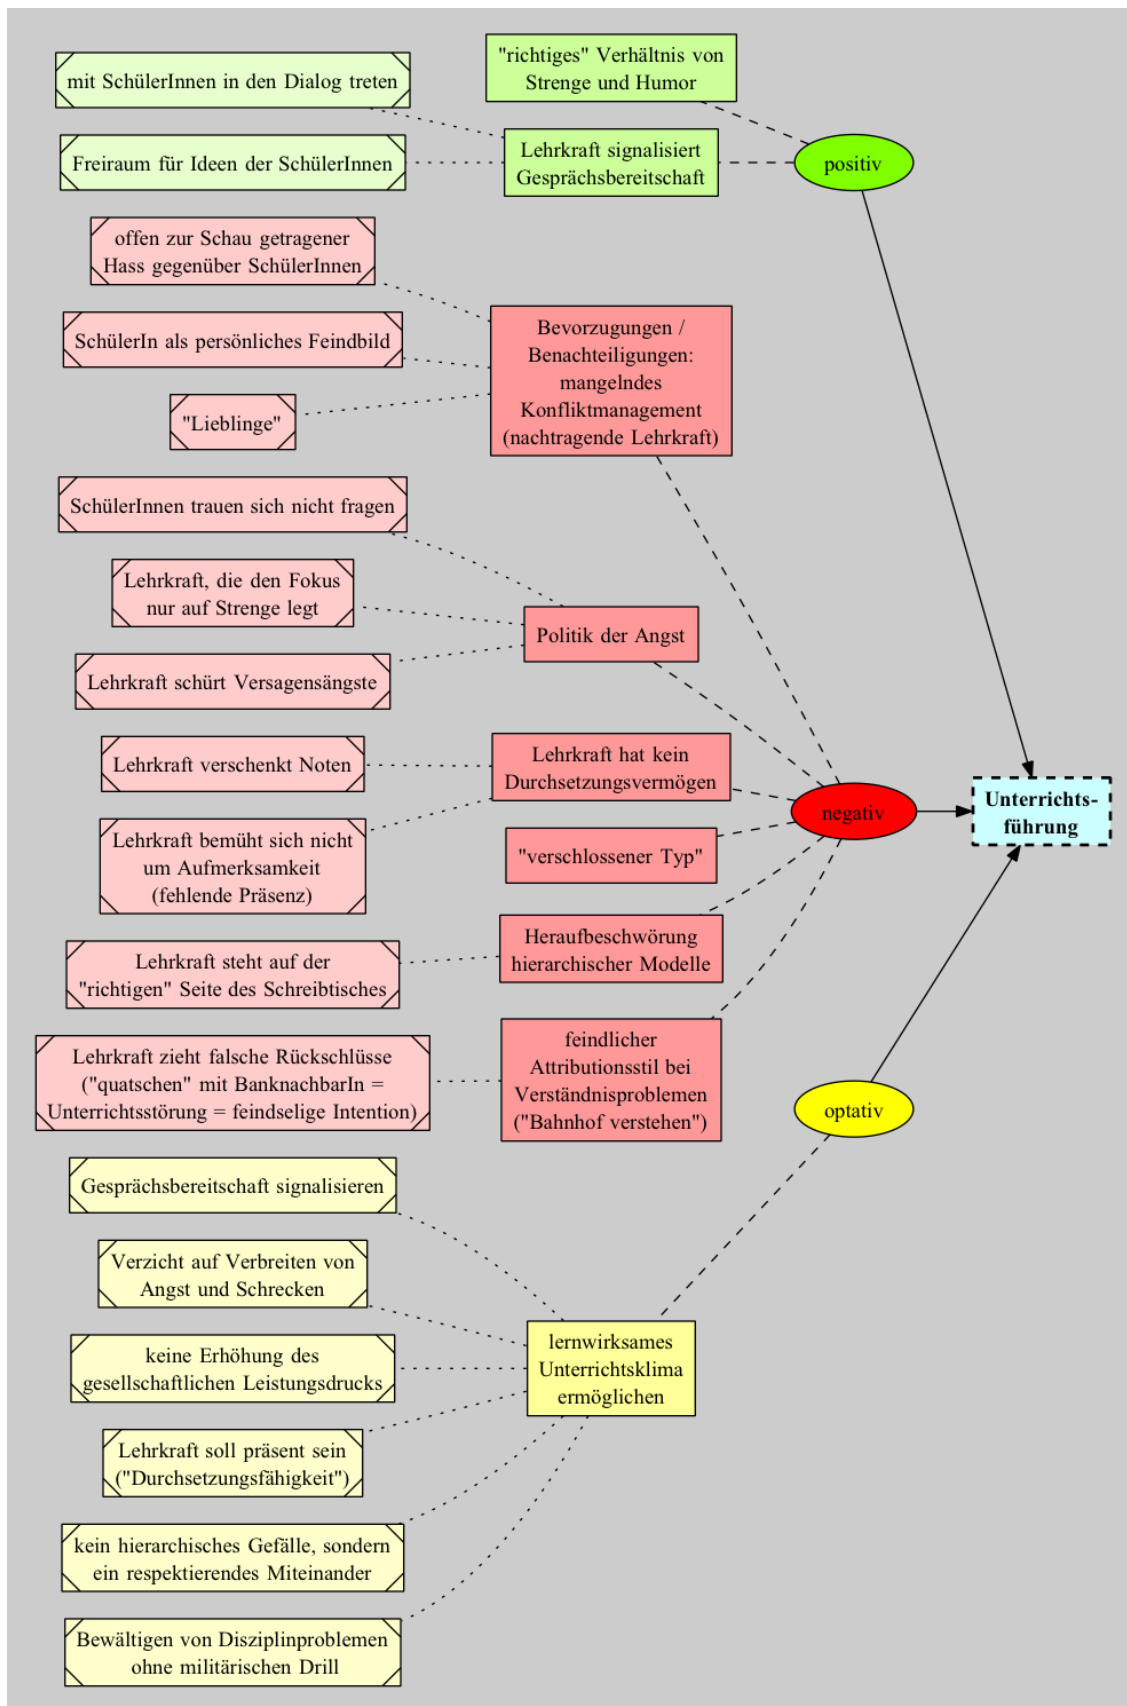 mit SchülerInnen in den Dialog treten
Freiraum für Ideen der SchülerInnen
"richtiges" Verhältnis von
Strenge und Humor
Lehrkraft signalisiert
Gesprächsbereitschaft
positiv
offen zur Schau getragener
Hass gegenüber SchülerInnen
SchülerIn als persönliches Feindbild
"Lieblinge"
Bevorzugungen /
Benachteiligungen:
mangelndes
Konfliktmanagement
(nachtragende Lehrkraft)
SchülerInnen trauen sich nicht fragen
Lehrkraft, die den Fokus
nur auf Strenge legt
Lehrkraft schürt Versagensängste
Politik der Angst
Lehrkraft verschenkt Noten
Lehrkraft bemüht sich nicht
um Aufmerksamkeit
(fehlende Präsenz)
Lehrkraft hat kein
Durchsetzungsvermögen
"verschlossener Typ"
negativ
Unterrichts-
führung
Lehrkraft steht auf der
"richtigen" Seite des Schreibtisches
Heraufbeschwörung
hierarchischer Modelle
Lehrkraft zieht falsche Rückschlüsse
("quatschen" mit BanknachbarIn =
Unterrichtsstörung = feindselige Intention)
feindlicher
Attributionsstil bei
Verständnisproblemen
("Bahnhof verstehen")
optativ
Gesprächsbereitschaft signalisieren
Verzicht auf Verbreiten von
Angst und Schrecken
keine Erhöhung des
gesellschaftlichen Leistungsdrucks
Lehrkraft soll präsent sein
("Durchsetzungsfähigkeit")
kein hierarchisches Gefälle, sondern
ein respektierendes Miteinander
Bewältigen von Disziplinproblemen
ohne militärischen Drill
lernwirksames
Unterrichtsklima
ermöglichen